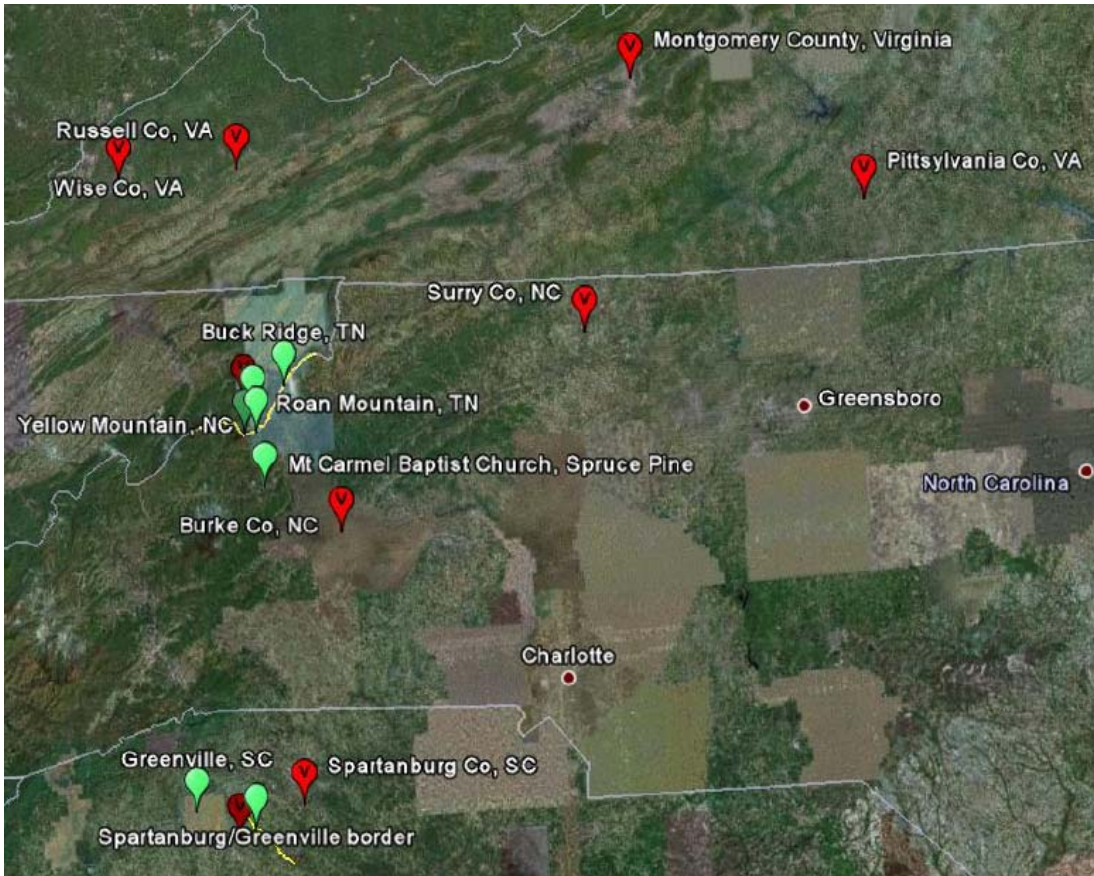 Montgomery County, Virginia
Russell Co, VA
Pittsylvania Co, VA
Wise Co, VA
Surry Co, NC
Buck Ridge, TN
Greensboro
Roan Mountain, TN
Yellow Mountain, NC
Mt Carmel Baptist Church, Spruce Pine
North Carolina
Burke Co, NC
Charlotte
Greenville, SC
Spartanburg Co, SC
Spartanburg/Greenville border